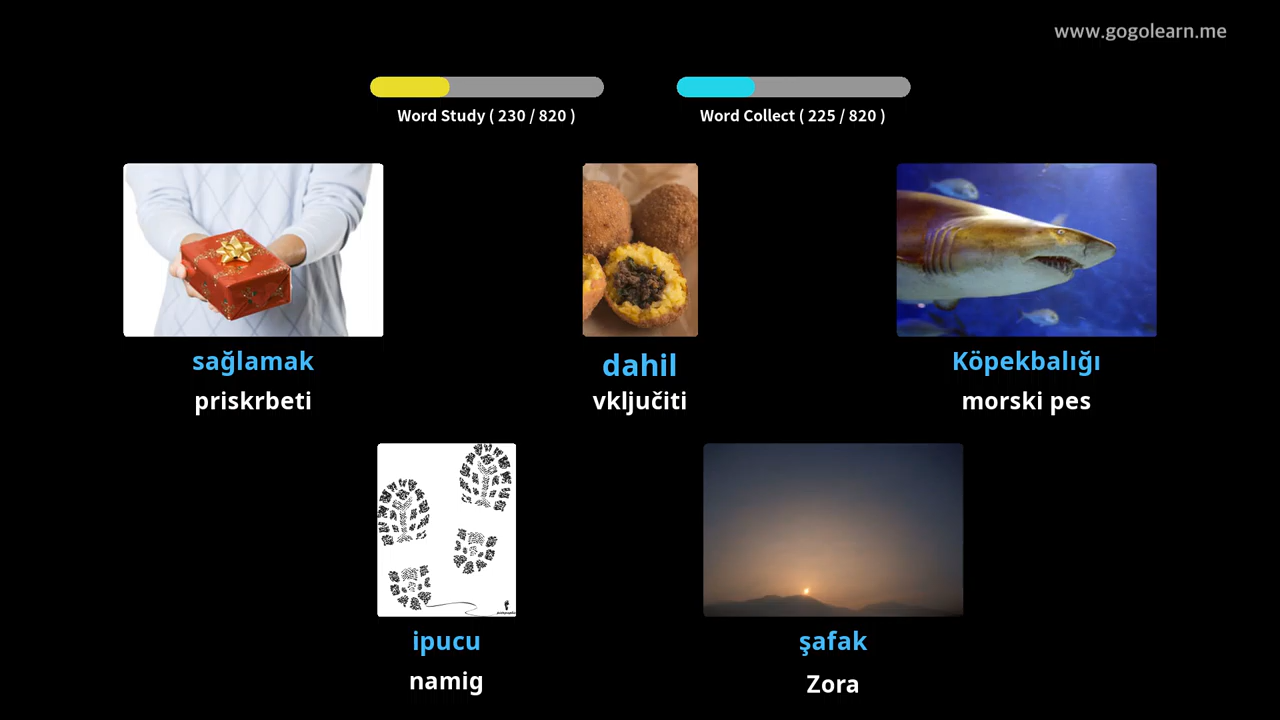 www.gogolearn.me
Word Study ( 230 / 820 )
Word Collect ( 225 / 820 )
sağlamak
priskrbeti
dahil
vključiti
Köpekbalığı
morski pes
ipucu
namig
şafak
Zora